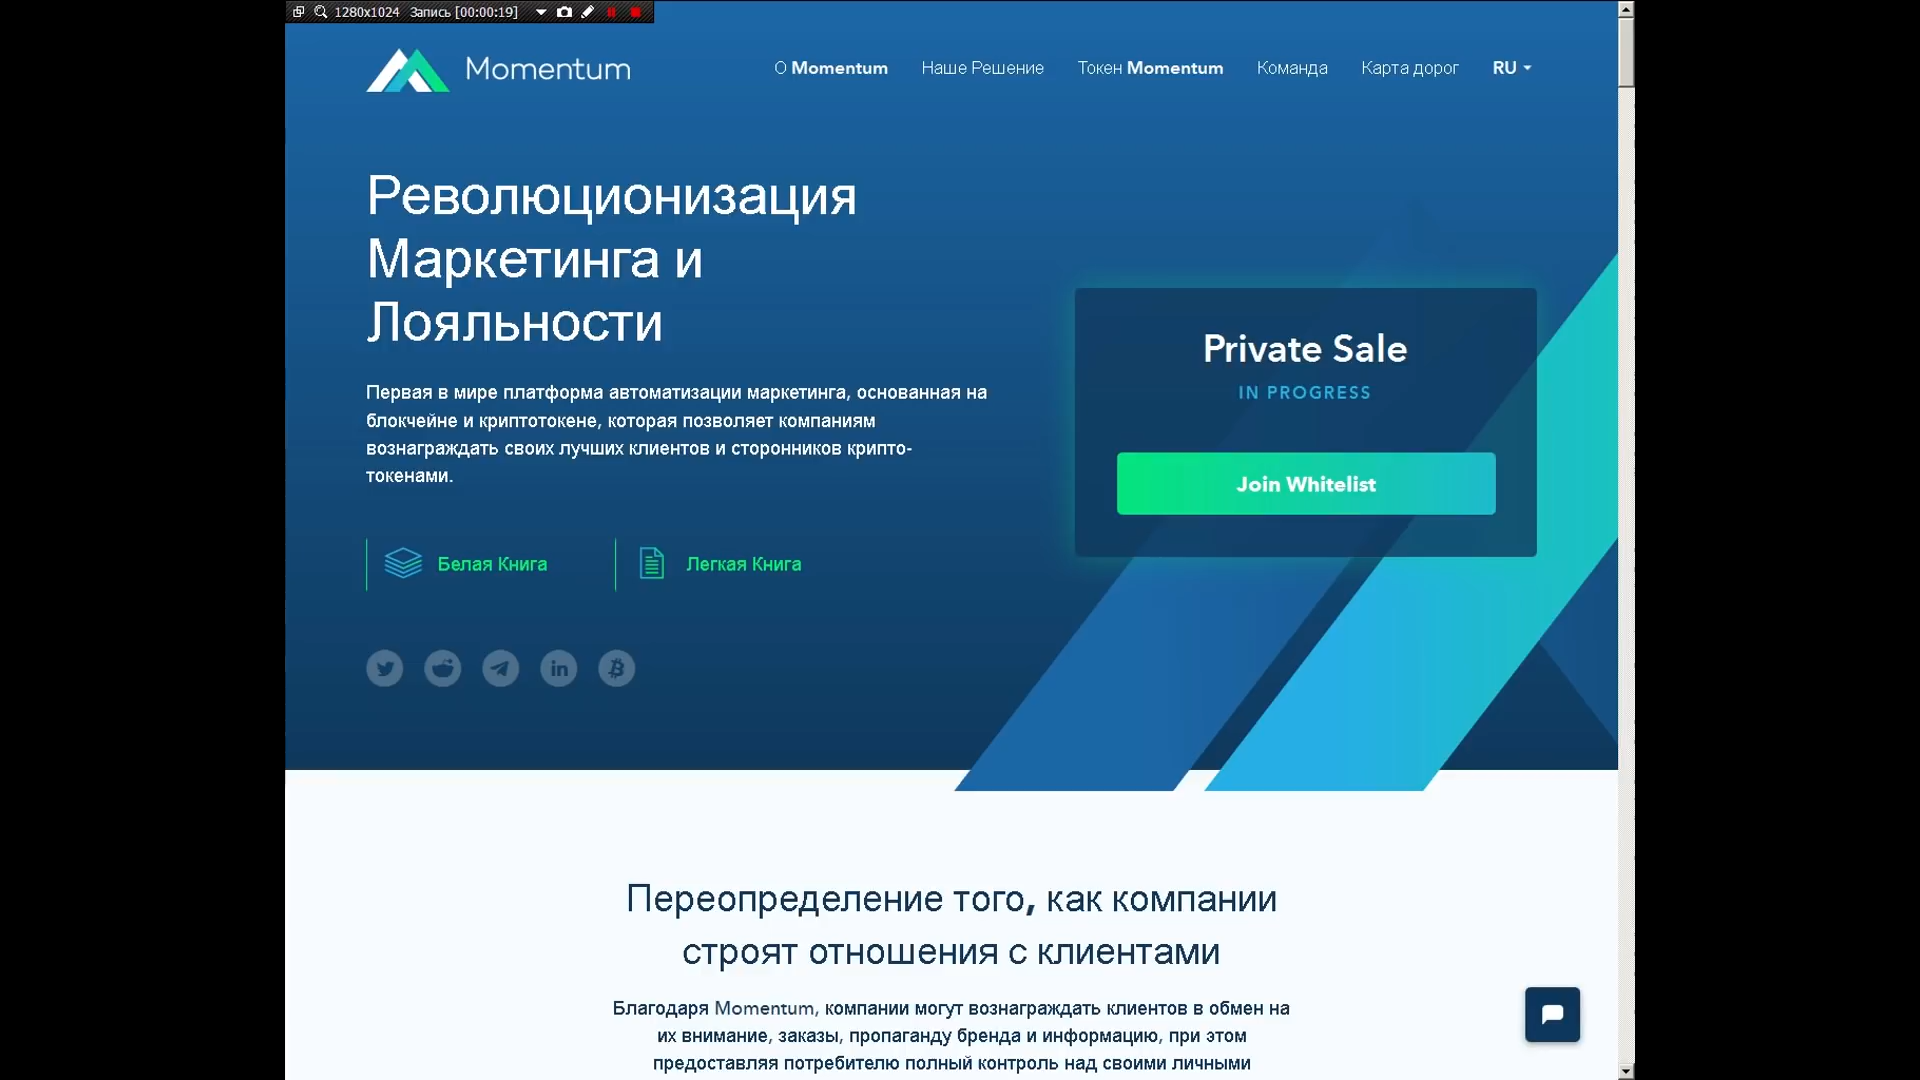 1280x1024 Запись [00:00:19]
Momentum
О Momentum Наше Решение Токен Momentum Команда Карта дорог RU
Революционизация
Маркетинга и
Лояльности
Первая в мире платформа автоматизации маркетинга, основанная на
блокчейне и криптотокене, которая позволяет компаниям
вознаграждать своих лучших клиентов и сторонников крипто-
токенами.
Белая Книга
Легкая Книга
Private Sale
IN PROGRESS
Join Whitelist
Переопределение того, как компании
строят отношения с клиентами
Благодаря Momentum, компании могут вознаграждать клиентов в обмен на
их внимание, заказы, пропаганду бренда и информацию, при этом
предоставляя потребителю полный контроль над своими личными